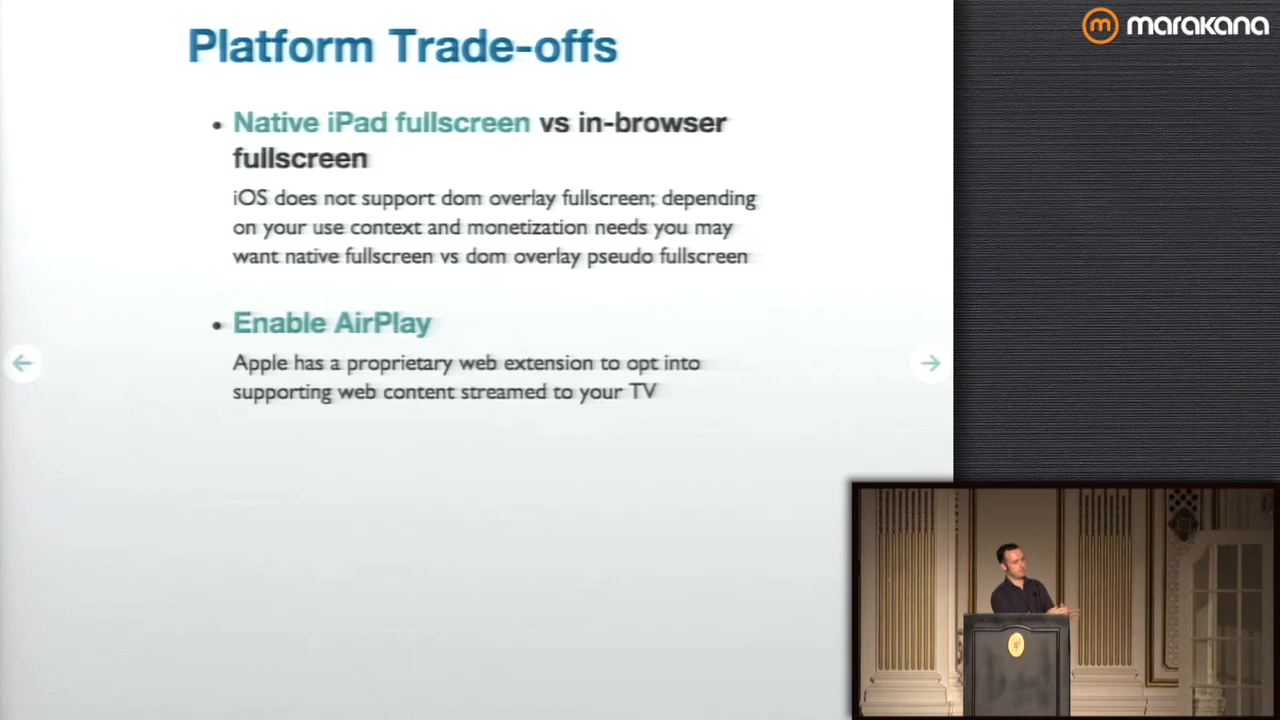 marakana
Platform Trade-offs
• Native iPad fullscreen vs in-browser
fullscreen
iOS does not support dom overlay fullscreen; depending
on your use context and monetization needs you may
want native fullscreen vs dom overlay pseudo fullscreen
• Enable AirPlay
Apple has a proprietary web extension to opt into
supporting web content streamed to your TV